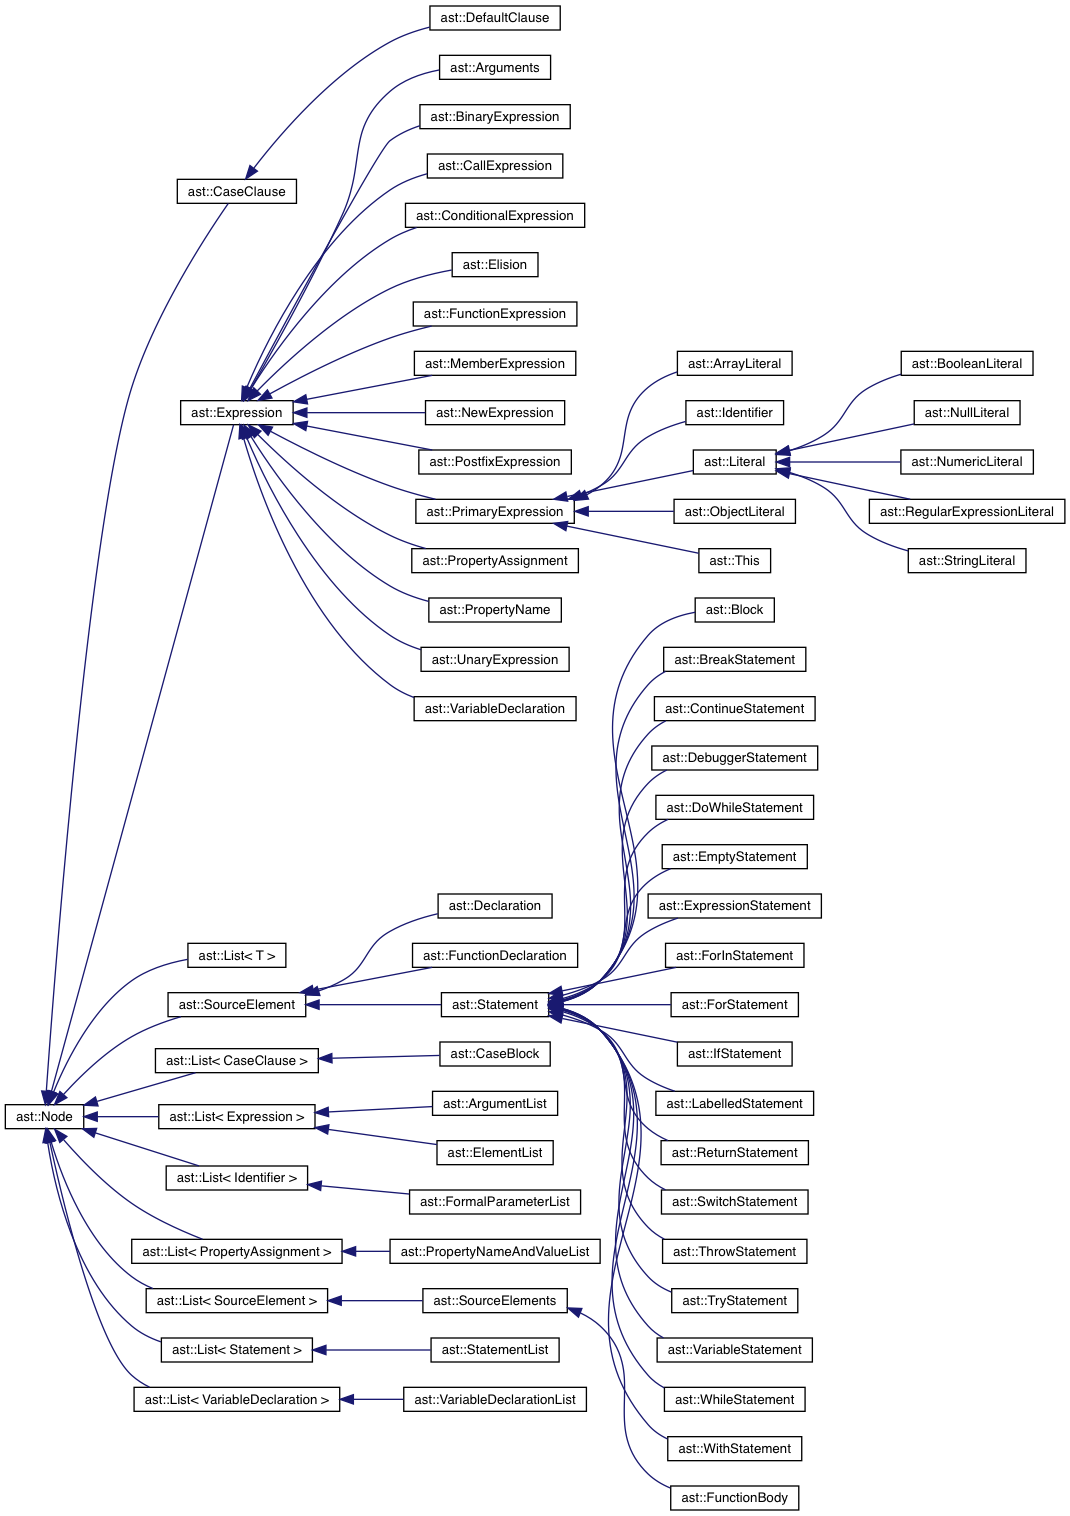 ast::DefaultClause
ast::Arguments
ast::BinaryExpression
ast::CallExpression
ast::CaseClause
ast::ConditionalExpression
ast::Elision
ast::FunctionExpression
ast::MemberExpression
ast::ArrayLiteral
ast::BooleanLiteral
ast::Expression
ast::NewExpression
ast::Identifier
ast::NullLiteral
ast::PostfixExpression
ast::Literal
ast::NumericLiteral
ast::PrimaryExpression
ast::ObjectLiteral
ast::RegularExpressionLiteral
ast::PropertyAssignment
ast::This
ast::StringLiteral
ast::PropertyName
ast::Block
ast::UnaryExpression
ast::BreakStatement
ast::VariableDeclaration
ast::ContinueStatement
ast::DebuggerStatement
ast::DoWhileStatement
ast::EmptyStatement
ast::Declaration
ast::ExpressionStatement
ast::List< T >
ast::FunctionDeclaration
ast::ForInStatement
ast::SourceElement
ast::Statement
ast::ForStatement
ast::List< CaseClause >
ast::CaseBlock
ast::IfStatement
ast::Node
ast::List< Expression >
ast::ArgumentList
ast::LabelledStatement
ast::ElementList
ast::ReturnStatement
ast::List< Identifier >
ast::FormalParameterList
ast::SwitchStatement
ast::List< PropertyAssignment >
ast::PropertyNameAndValueList
ast::ThrowStatement
ast::List< SourceElement >
ast::SourceElements
ast::TryStatement
ast::List< Statement >
ast::StatementList
ast::VariableStatement
ast::List< VariableDeclaration >
ast::VariableDeclarationList
ast::WhileStatement
ast::WithStatement
ast::FunctionBody